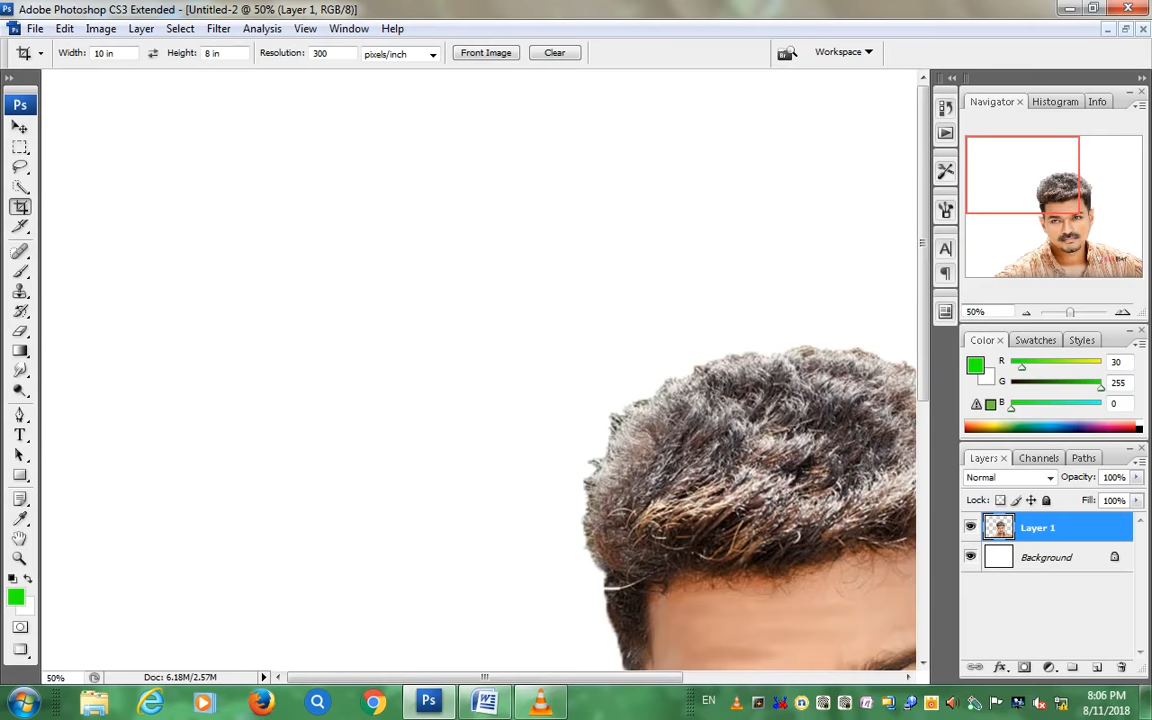 Adobe Photoshop CS3 Extended - [Untitled-2 @ 50% (Layer 1, RGB/8)]
Ps File Edit Image Layer Select Filter Analysis View Window Help
Width: 10 in Height: 8 in Resolution: 300 pixels/inch Front Image Clear Workspace
Ps
Navigator Histogram Info
50%
Color Swatches Styles
R 30
G 255
B 0
Layers Channels Paths
Normal Opacity: 100%
Lock: Fill: 100%
Layer 1
Background
T
A
50% Doc: 6.18M/2.57M
Ps W EN 8:06 PM
8/11/2018